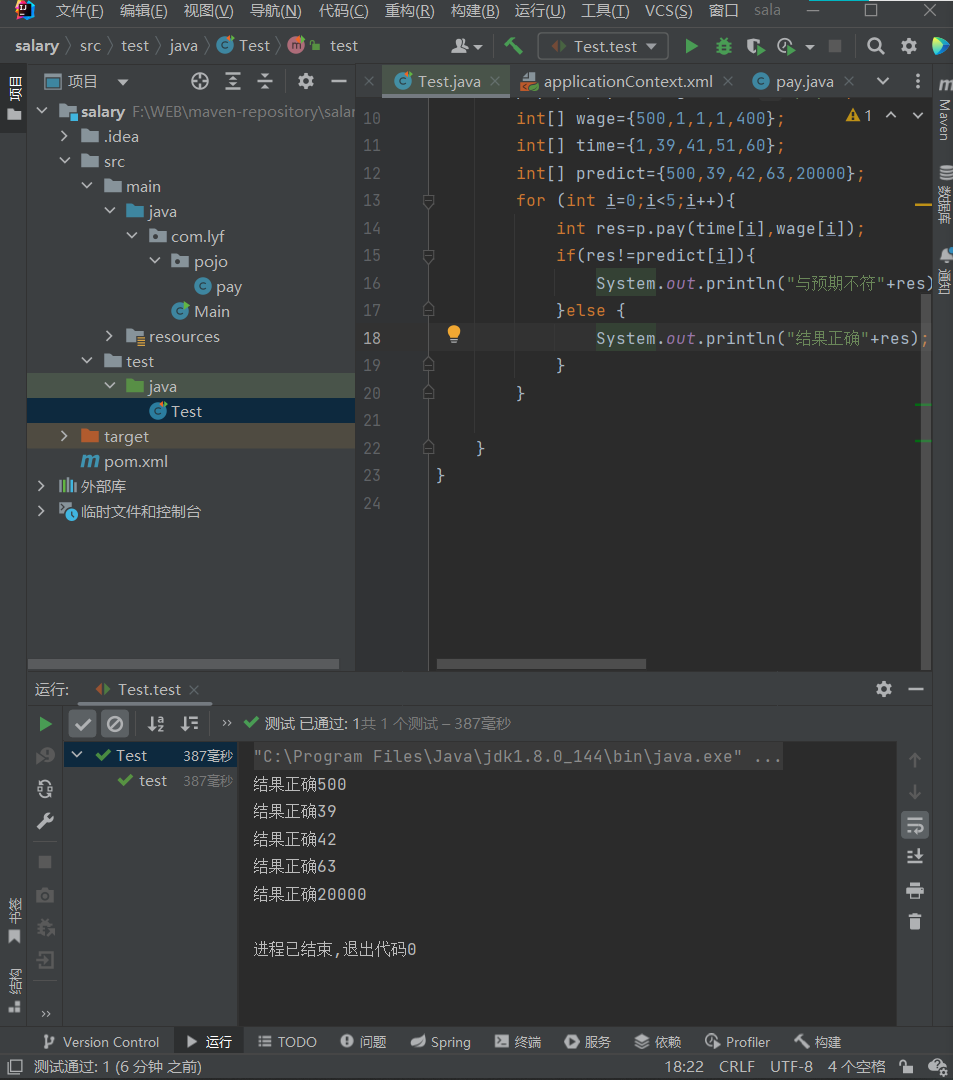 文件(F) 编辑(E) 视图(V) 导航(N) 代码(C) 重构(R) 构建(B) 运行(U) 工具(T) VCS(S) 窗口 sala
salary src test java Test test Test.test
项目
项目
Test.java applicationContext.xml pay.java
salary F:\WEB\maven-repository\salar
.idea
src
main
java
com.lyf
pojo
pay
Main
resources
test
java
Test
target
pom.xml
外部库
临时文件和控制台
10 int[] wage={500,1,1,1,400};
11 int[] time={1,39,41,51,60};
12 int[] predict={500,39,42,63,20000};
13 for (int i=0;i<5;i++){
14 int res=p.pay(time[i],wage[i]);
15 if(res!=predict[i]){
16 System.out.println("与预期不符"+res)
17 }else {
18 System.out.println("结果正确"+res);
19 }
20 }
21
22 }
23 }
24
1
Maven
数据库
通知
运行: Test.test
测试 已通过: 1共 1 个测试 – 387毫秒
Test 387毫秒
test 387毫秒
"C:\Program Files\Java\jdk1.8.0_144\bin\java.exe" ...
结果正确500
结果正确39
结果正确42
结果正确63
结果正确20000
进程已结束,退出代码0
书签
结构
Version Control 运行 TODO 问题 Spring 终端 服务 依赖 Profiler 构建
测试通过: 1 (6 分钟 之前) 18:22 CRLF UTF-8 4 个空格